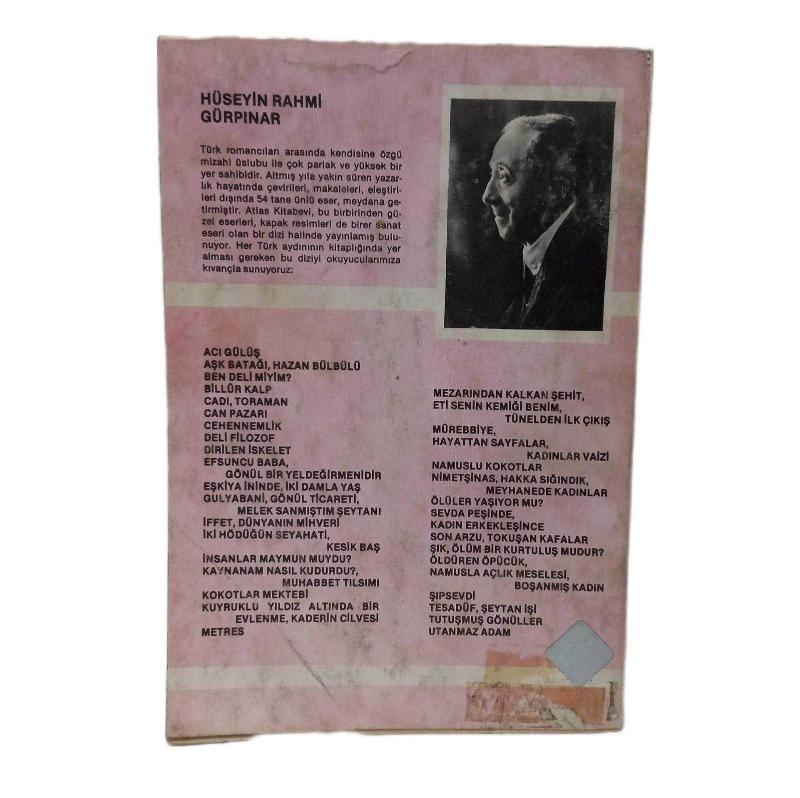 HÜSEYİN RAHMİ
GÜRPINAR
Türk romancıları arasında kendisine özgü
mizahi üslubu ile çok parlak ve yüksek bir
yer sahibidir. Altmış yıla yakın süren yazar-
lık hayatında çevirileri, makaleleri, eleştiri-
leri dışında 54 tane ünlü eser, meydana ge-
tirmiştir. Atlas Kitabevi, bu birbirinden gü-
zel eserleri, kapak resimleri de birer sanat
eseri olan bir dizi halinde yayınlamış bulu-
nuyor. Her Türk aydınının kitaplığında yer
alması gereken bu diziyi okuyucularımıza
kıvançla sunuyoruz:
ACI GÜLÜŞ
AŞK BATAĞI, HAZAN BÜLBÜLÜ
BEN DELİ MİYİM?
BİLLÛR KALP
CADI, TORAMAN
CAN PAZARI
CEHENNEMLİK
DELİ FİLOZOF
DİRİLEN İSKELET
EFSUNCU BABA,
GÖNÜL BİR YELDEĞİRMENİDİR
EŞKİYA İNİNDE, İKİ DAMLA YAŞ
GULYABANİ, GÖNÜL TİCARETİ,
MELEK SANMIŞTIM ŞEYTANI
İFFET, DÜNYANIN MİHVERİ
İKİ HÖDÜĞÜN SEYAHATİ,
KESİK BAŞ
İNSANLAR MAYMUN MUYDU?
KAYNANAM NASIL KUDURDU?,
MUHABBET TILSIMI
KOKOTLAR MEKTEBİ
KUYRUKLU YILDIZ ALTINDA BİR
EVLENME, KADERİN CİLVESİ
METRES
MEZARINDAN KALKAN ŞEHİT,
ETİ SENİN KEMİĞİ BENİM,
TÜNELDEN İLK ÇIKIŞ
MÜREBBİYE,
HAYATTAN SAYFALAR,
KADINLAR VAİZİ
NAMUSLU KOKOTLAR
NİMETŞİNAS, HAKKA SIĞINDIK,
MEYHANEDE KADINLAR
ÖLÜLER YAŞIYOR MU?
SEVDA PEŞİNDE,
KADIN ERKEKLEŞİNCE
SON ARZU, TOKUŞAN KAFALAR
ŞIK, ÖLÜM BİR KURTULUŞ MUDUR?
ÖLDÜREN ÖPÜCÜK,
NAMUSLA AÇLIK MESELESİ,
BOŞANMIŞ KADIN
ŞIPSEVDİ
TESADÜF, ŞEYTAN İŞİ
TUTUŞMUŞ GÖNÜLLER
UTANMAZ ADAM